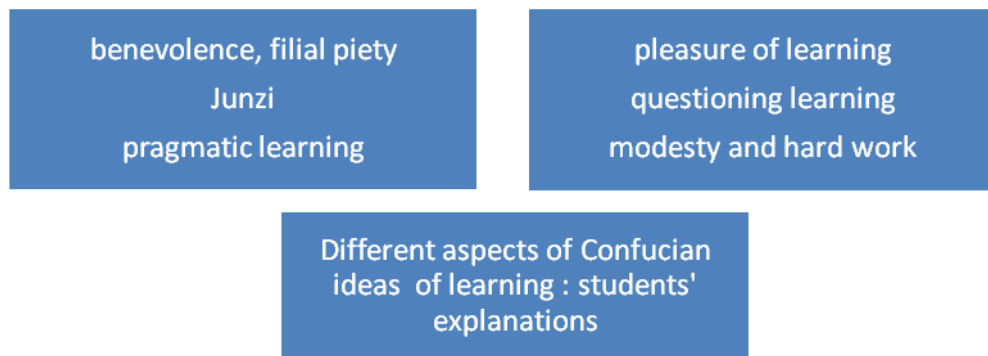 benevolence, filial piety
Junzi
pragmatic learning
pleasure of learning
questioning learning
modesty and hard work
Different aspects of Confucian
ideas of learning : students'
explanations